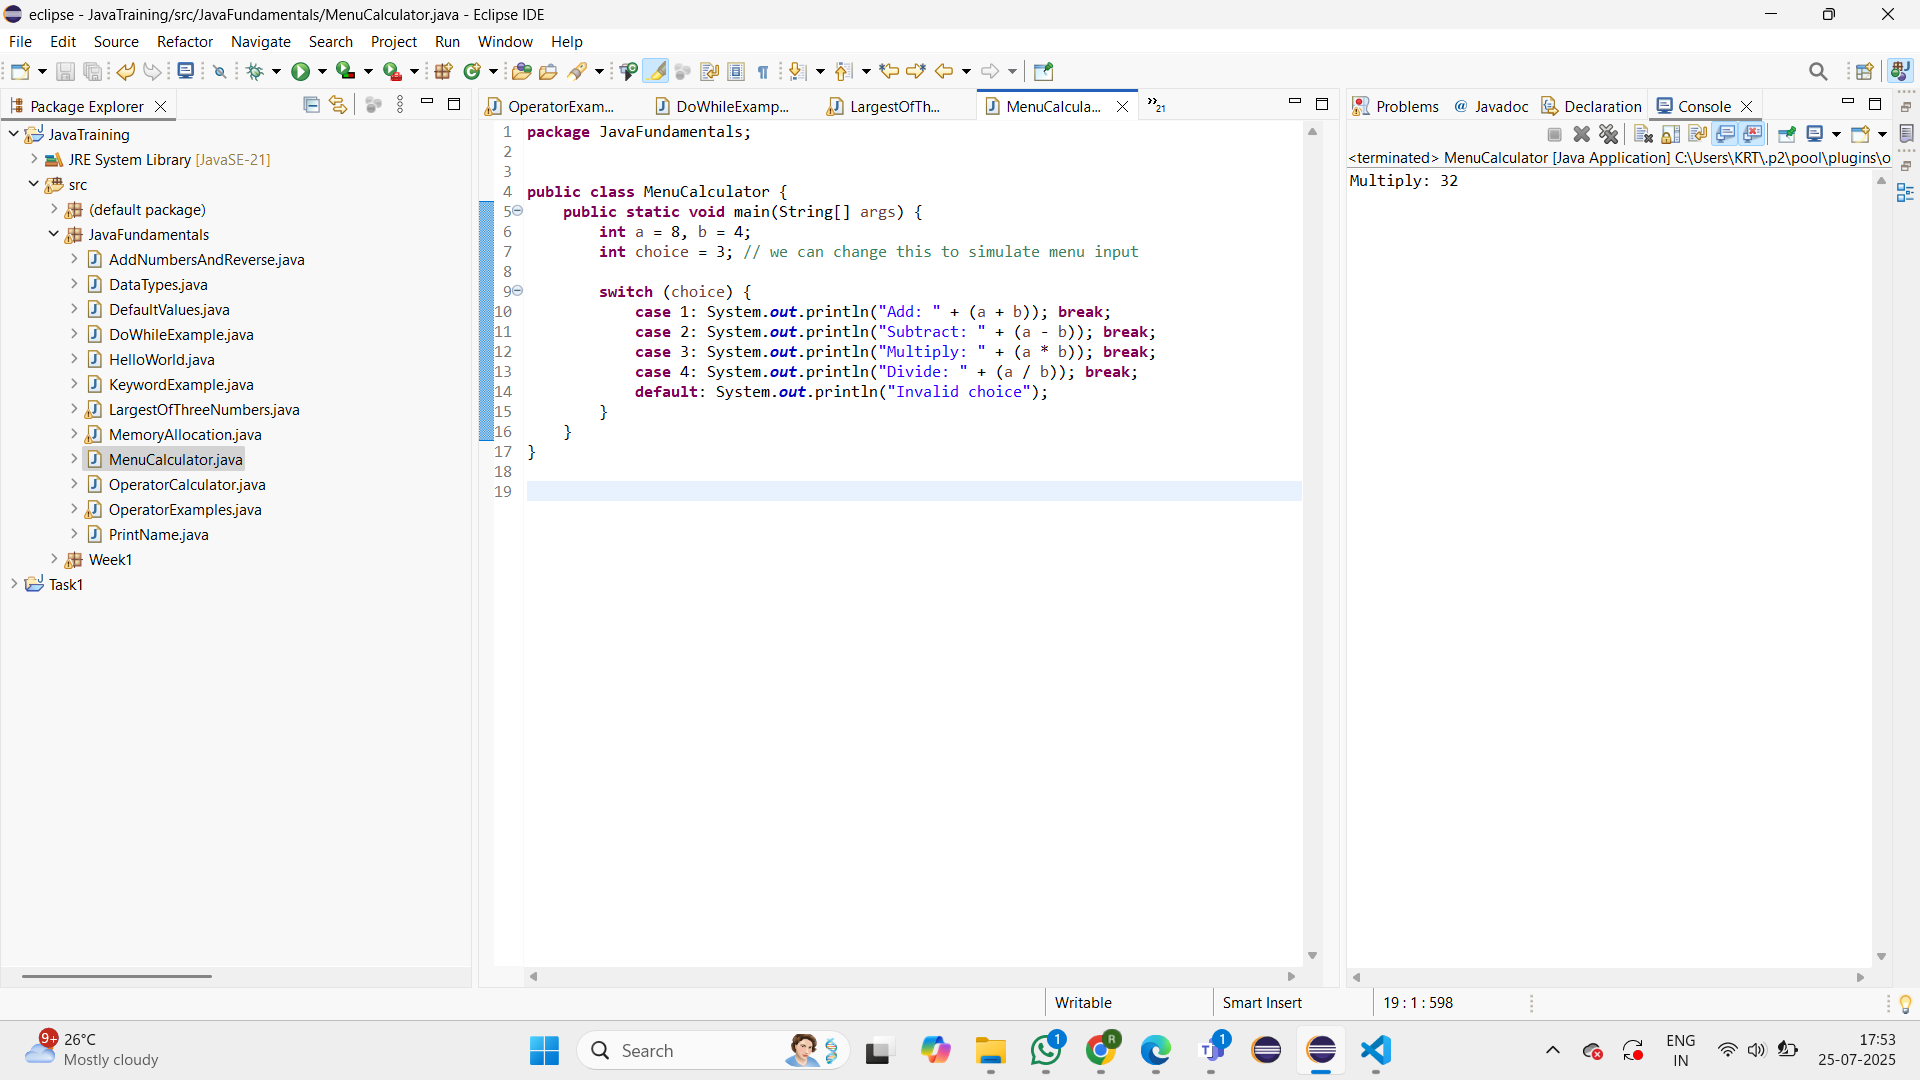 eclipse - JavaTraining/src/JavaFundamentals/MenuCalculator.java - Eclipse IDE
File Edit Source Refactor Navigate Search Project Run Window Help
Package Explorer
JavaTraining
JRE System Library [JavaSE-21]
src
(default package)
JavaFundamentals
AddNumbersAndReverse.java
DataTypes.java
DefaultValues.java
DoWhileExample.java
HelloWorld.java
KeywordExample.java
LargestOfThreeNumbers.java
MemoryAllocation.java
MenuCalculator.java
OperatorCalculator.java
OperatorExamples.java
PrintName.java
Week1
Task1
OperatorExam... DoWhileExamp... LargestOfTh... MenuCalcula... »21
1 package JavaFundamentals;
2
3
4 public class MenuCalculator {
5 public static void main(String[] args) {
6 int a = 8, b = 4;
7 int choice = 3; // we can change this to simulate menu input
8
9 switch (choice) {
10 case 1: System.out.println("Add: " + (a + b)); break;
11 case 2: System.out.println("Subtract: " + (a - b)); break;
12 case 3: System.out.println("Multiply: " + (a * b)); break;
13 case 4: System.out.println("Divide: " + (a / b)); break;
14 default: System.out.println("Invalid choice");
15 }
16 }
17 }
18
19
Problems @ Javadoc Declaration Console
<terminated> MenuCalculator [Java Application] C:\Users\KRT\.p2\pool\plugins\o
Multiply: 32
Writable Smart Insert 19 : 1 : 598
9+ 26°C
Mostly cloudy
Search
1
R
1
ENG
IN
17:53
25-07-2025